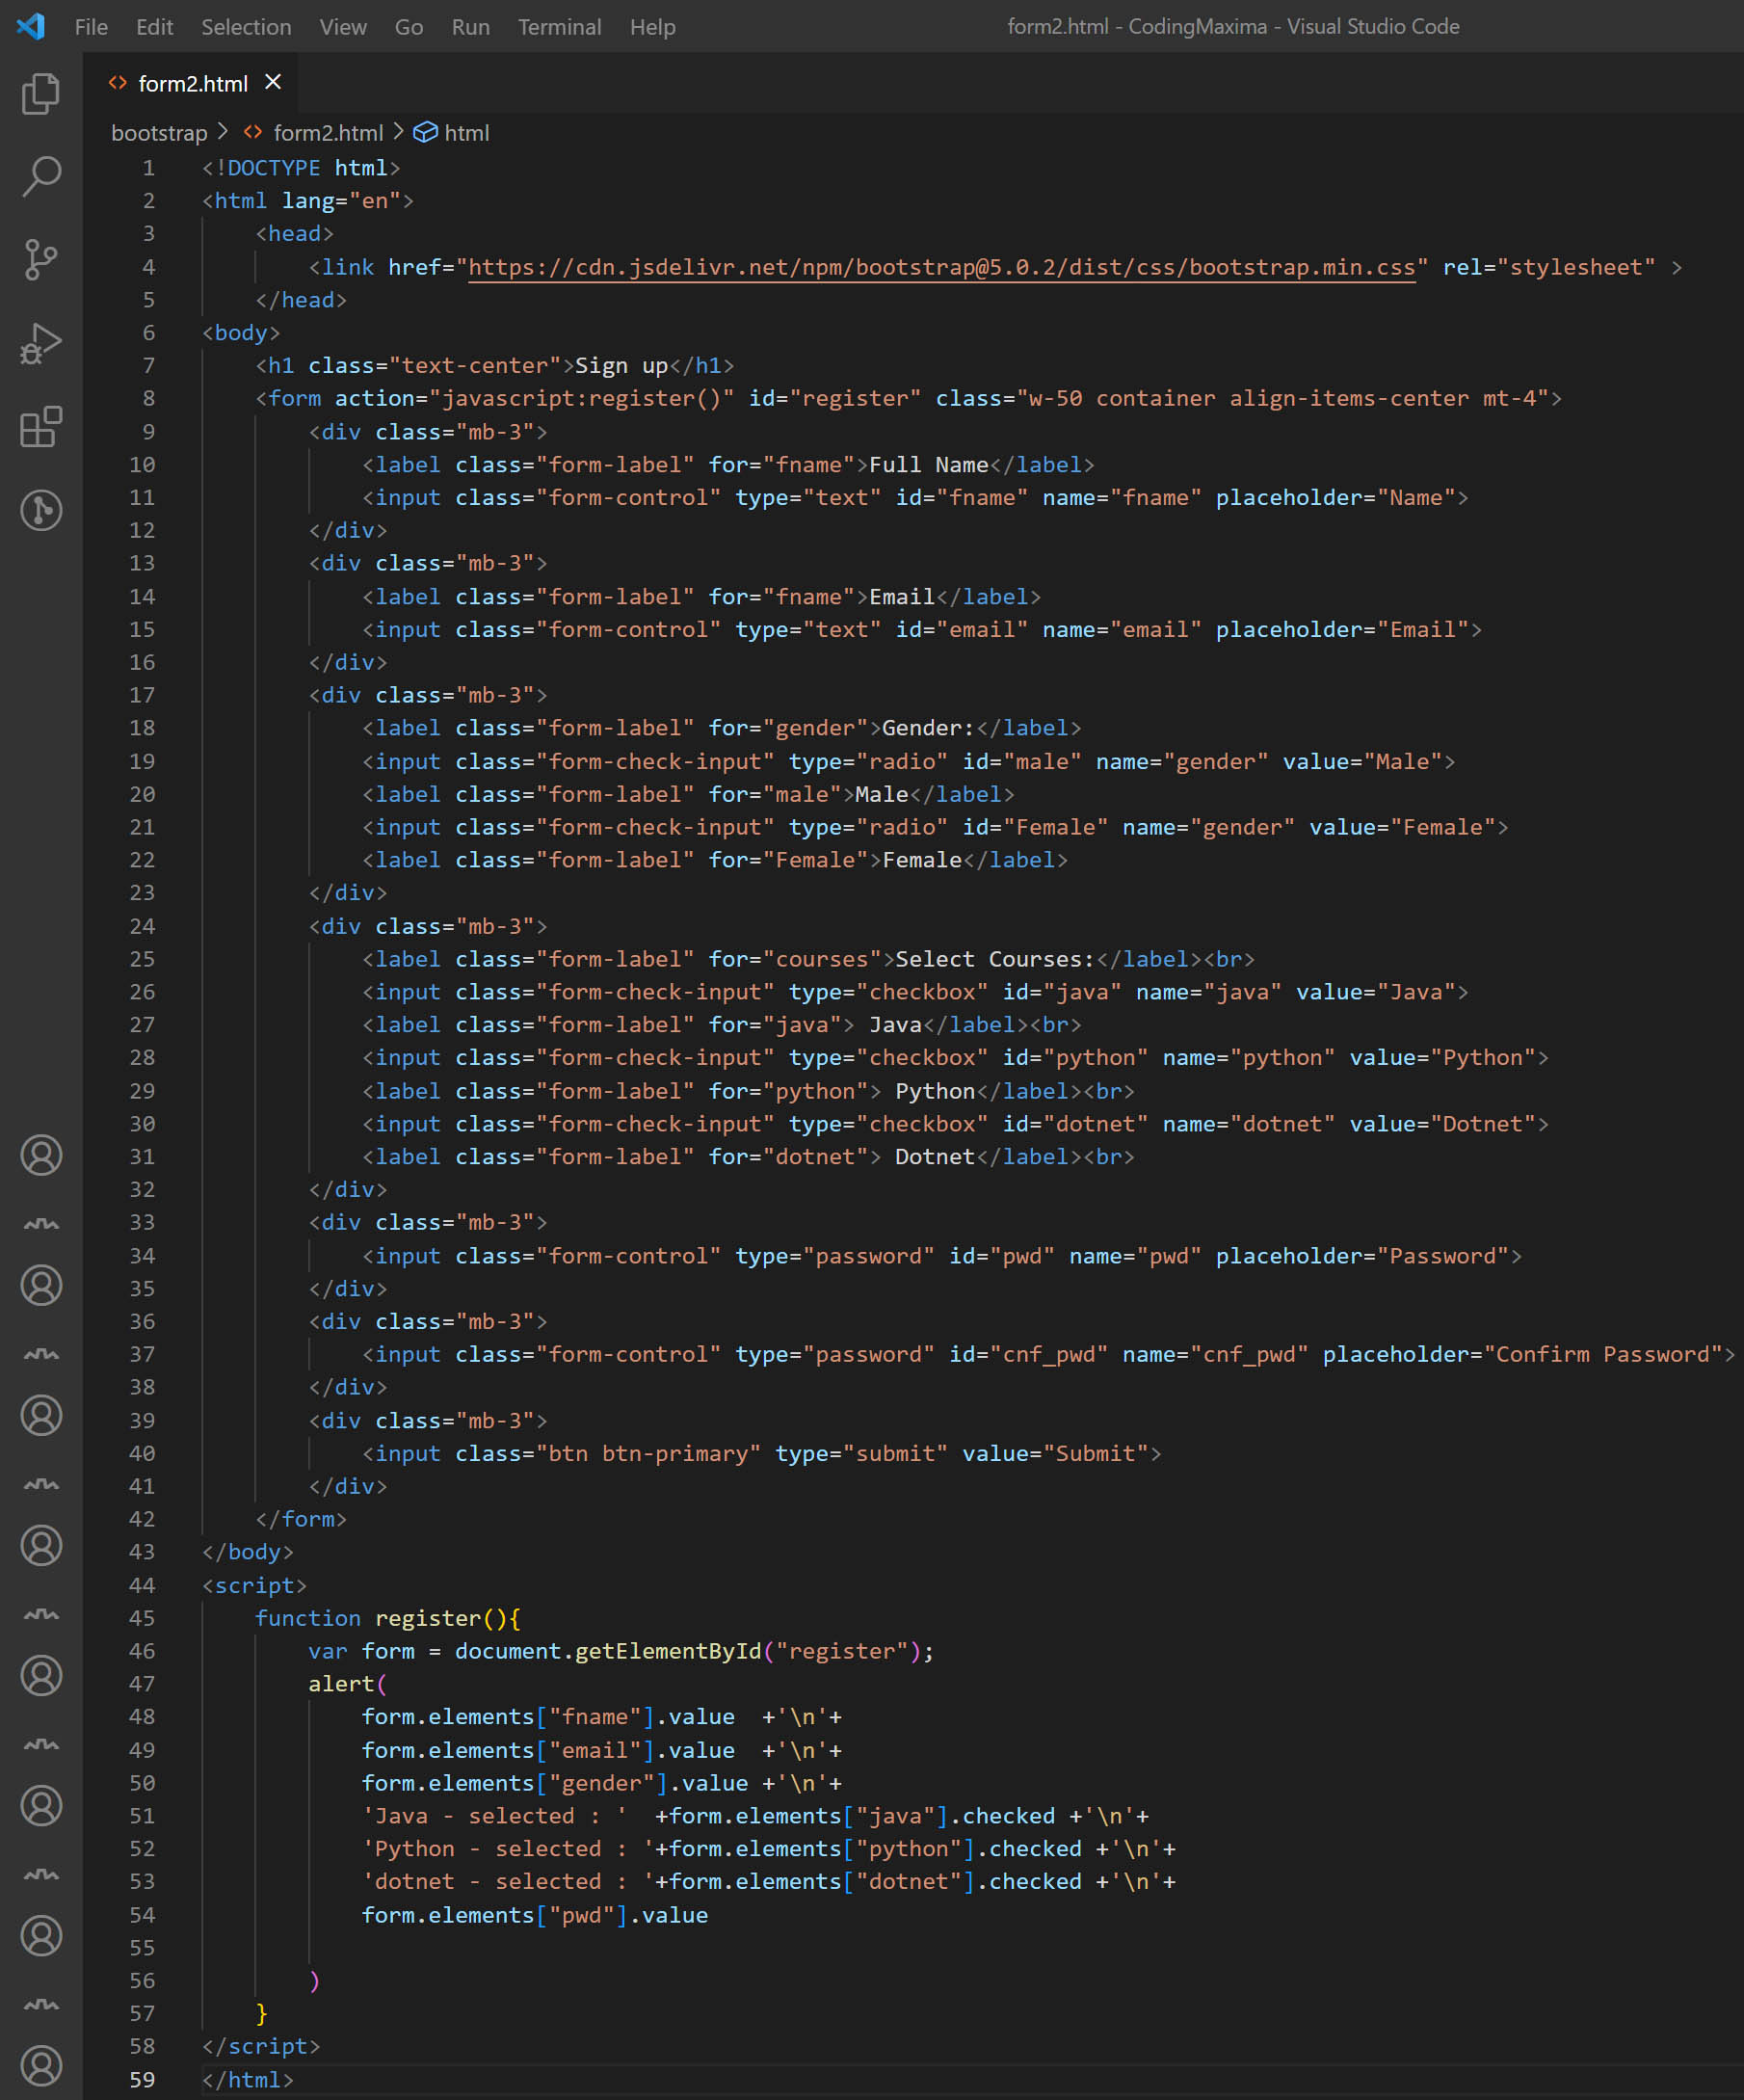 File Edit Selection View Go Run Terminal Help form2.html - CodingMaxima - Visual Studio Code
<> form2.html ×
bootstrap > <> form2.html > html
1 <!DOCTYPE html>
2 <html lang="en">
3     <head>
4         <link href="https://cdn.jsdelivr.net/npm/bootstrap@5.0.2/dist/css/bootstrap.min.css" rel="stylesheet" >
5     </head>
6 <body>
7     <h1 class="text-center">Sign up</h1>
8     <form action="javascript:register()" id="register" class="w-50 container align-items-center mt-4">
9         <div class="mb-3">
10             <label class="form-label" for="fname">Full Name</label>
11             <input class="form-control" type="text" id="fname" name="fname" placeholder="Name">
12         </div>
13         <div class="mb-3">
14             <label class="form-label" for="fname">Email</label>
15             <input class="form-control" type="text" id="email" name="email" placeholder="Email">
16         </div>
17         <div class="mb-3">
18             <label class="form-label" for="gender">Gender:</label>
19             <input class="form-check-input" type="radio" id="male" name="gender" value="Male">
20             <label class="form-label" for="male">Male</label>
21             <input class="form-check-input" type="radio" id="Female" name="gender" value="Female">
22             <label class="form-label" for="Female">Female</label>
23         </div>
24         <div class="mb-3">
25             <label class="form-label" for="courses">Select Courses:</label><br>
26             <input class="form-check-input" type="checkbox" id="java" name="java" value="Java">
27             <label class="form-label" for="java"> Java</label><br>
28             <input class="form-check-input" type="checkbox" id="python" name="python" value="Python">
29             <label class="form-label" for="python"> Python</label><br>
30             <input class="form-check-input" type="checkbox" id="dotnet" name="dotnet" value="Dotnet">
31             <label class="form-label" for="dotnet"> Dotnet</label><br>
32         </div>
33         <div class="mb-3">
34             <input class="form-control" type="password" id="pwd" name="pwd" placeholder="Password">
35         </div>
36         <div class="mb-3">
37             <input class="form-control" type="password" id="cnf_pwd" name="cnf_pwd" placeholder="Confirm Password">
38         </div>
39         <div class="mb-3">
40             <input class="btn btn-primary" type="submit" value="Submit">
41         </div>
42     </form>
43 </body>
44 <script>
45     function register(){
46         var form = document.getElementById("register");
47         alert(
48             form.elements["fname"].value  +'\n'+
49             form.elements["email"].value  +'\n'+
50             form.elements["gender"].value +'\n'+
51             'Java - selected : '  +form.elements["java"].checked +'\n'+
52             'Python - selected : '+form.elements["python"].checked +'\n'+
53             'dotnet - selected : '+form.elements["dotnet"].checked +'\n'+
54             form.elements["pwd"].value
55
56         )
57     }
58 </script>
59 </html>